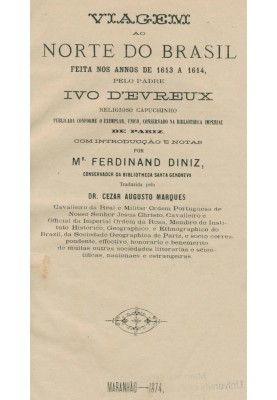 VIAGEM
AO
NORTE DO BRASIL
FEITA NOS ANNOS DE 1613 A 1614,
PELO PADRE
IVO D'EVREUX
RELIGIOSO CAPUCHINHO
PUBLICADA CONFORME O EXEMPLAR, UNICO, CONSERVADO NA BIBLIOTHECA IMPERIAL
DE PARIZ.
COM INTRODUCÇÃO E NOTAS
POR
Mr. FERDINAND DINIZ,
CONSERVADOR DA BIBLIOTHECA SANTA GENOVEVA
Traduzida pelo
DR. CEZAR AUGUSTO MARQUES
Cavalleiro da Real e Militar Ordem Portugueza de
Nosso Senhor Jesus Christo, Cavalleiro e
Official da Imperial Ordem da Rosa, Membro do Insti-
tuto Historico, Geographico, e Ethnographico do
Brazil, da Sociedade Geographica de Paris, e socio corres-
pondente, effectivo, honorario e benemerito
de muitas outras sociedades litterarias e scien-
tificas, nacionaes e estrangeiras.
MARANHÃO—1874.